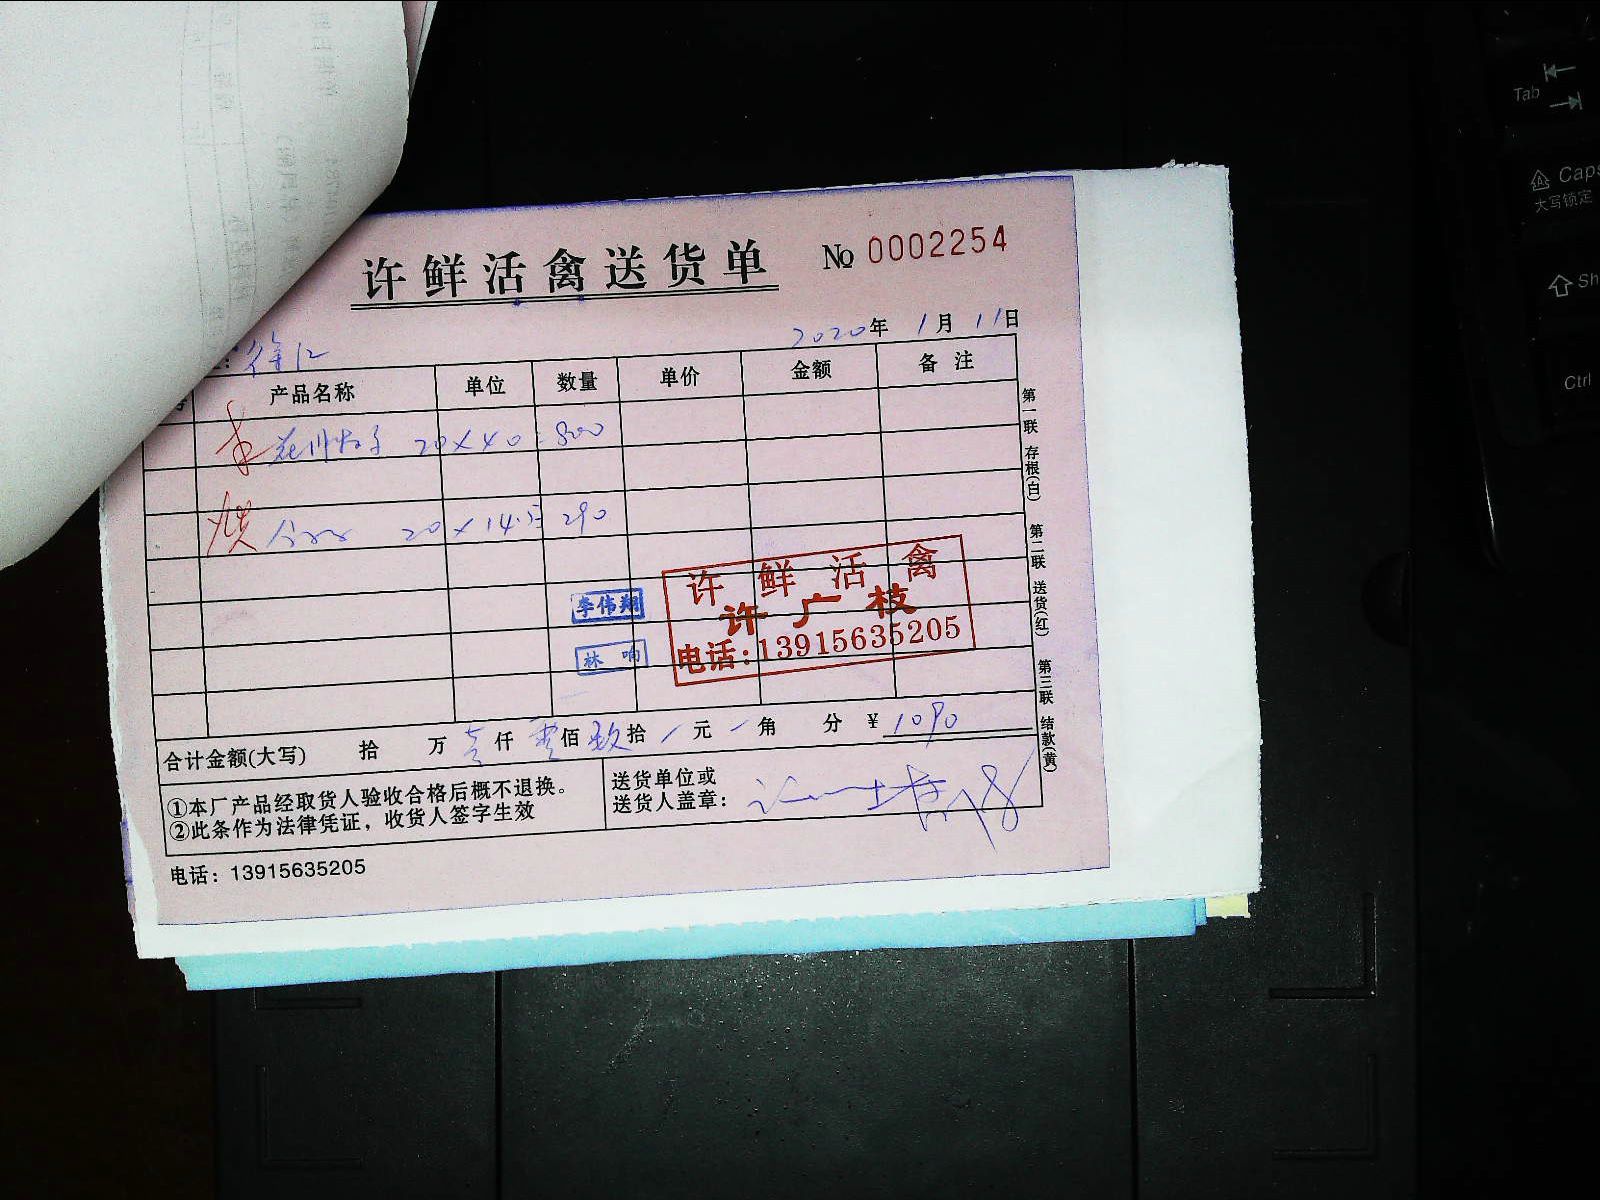 许鲜活禽送货单 № 0002254
2020年 1月 11日
徐仁
产品名称 单位 数量 单价 金额 备注
20×40=800
20×14.5 290
李伟翔
林响
许鲜活禽
许广枝
电话:13915635205
合计金额(大写) 拾 万 壹仟 零佰 玖拾 元 角 分 ¥ 1090
①本厂产品经取货人验收合格后概不退换。
②此条作为法律凭证，收货人签字生效
送货单位或
送货人盖章：
电话：13915635205
第一联 存根(白) 第二联 送货(红) 第三联 结款(黄)
Tab
Caps
大写锁定
Sh
Ctrl